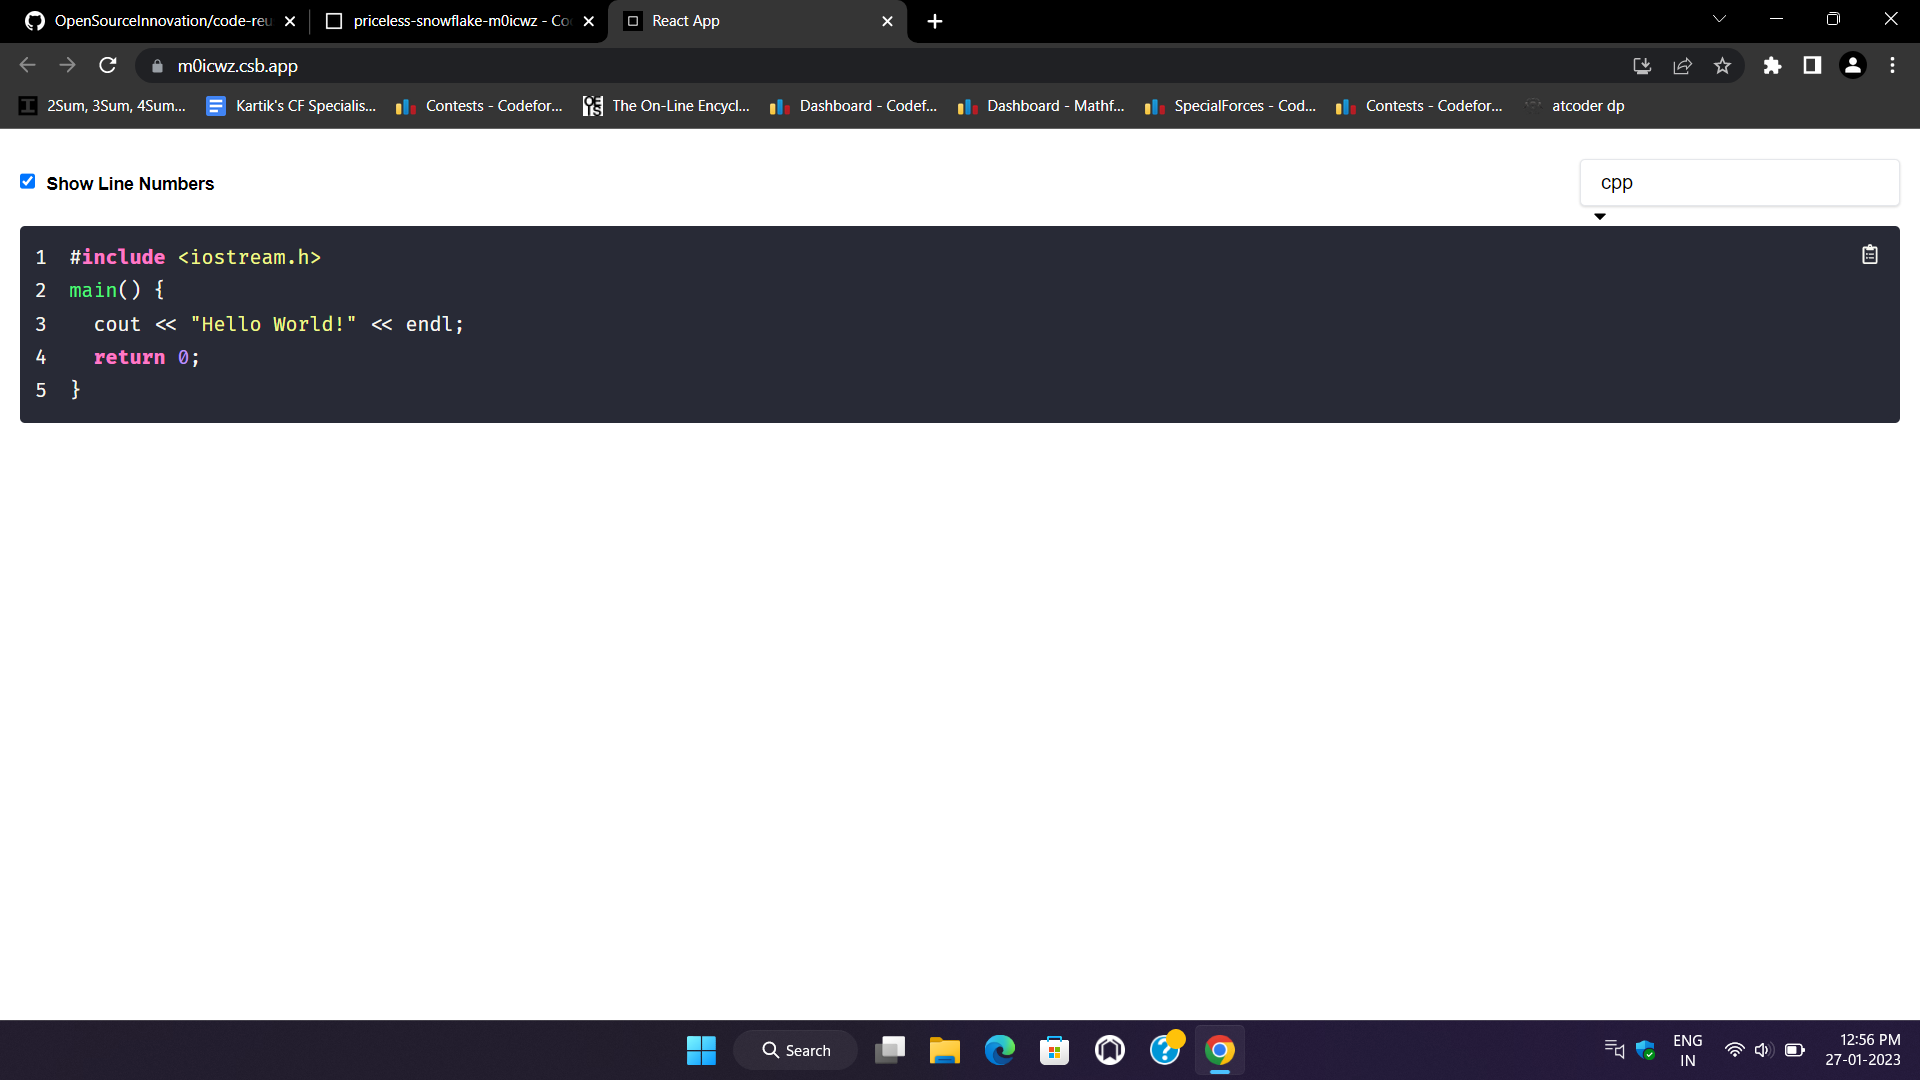 OpenSourceInnovation/code-reu
priceless-snowflake-m0icwz - Co
React App
m0icwz.csb.app
2Sum, 3Sum, 4Sum...
Kartik's CF Specialis...
Contests - Codefor...
The On-Line Encycl...
Dashboard - Codef...
Dashboard - Mathf...
SpecialForces - Cod...
Contests - Codefor...
atcoder dp
Show Line Numbers
cpp
1 #include <iostream.h>
2 main() {
3 cout << "Hello World!" << endl;
4 return 0;
5 }
Search
ENG
IN
12:56 PM
27-01-2023